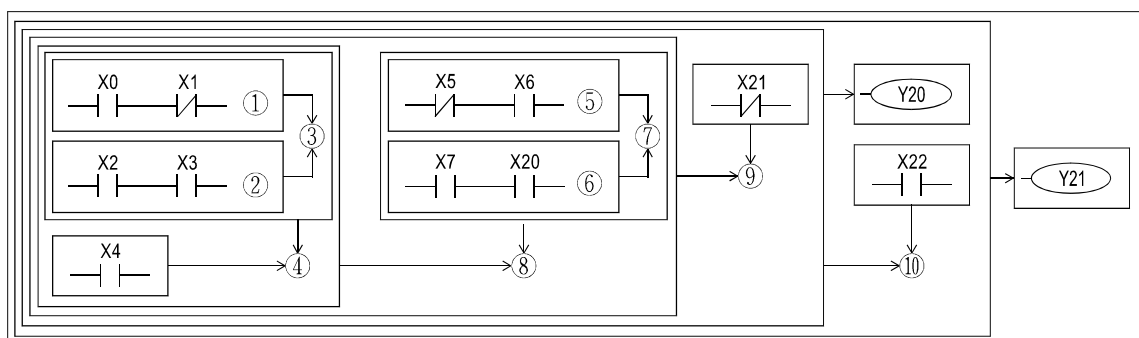 X0 X1
①
③
X2 X3
②
X4
④
X5 X6
⑤
⑦
X7 X20
⑥
⑧
X21
⑨
Y20
X22
⑩
Y21